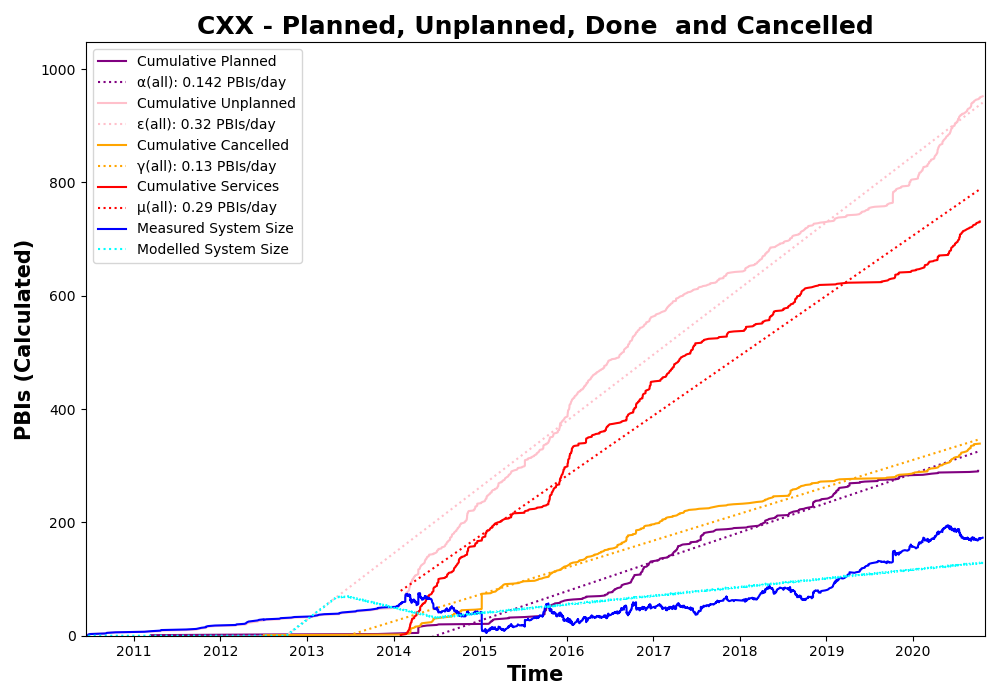 CXX - Planned, Unplanned, Done  and Cancelled
PBIs (Calculated)
1000
800
600
400
200
0
Cumulative Planned
α(all): 0.142 PBIs/day
Cumulative Unplanned
ε(all): 0.32 PBIs/day
Cumulative Cancelled
γ(all): 0.13 PBIs/day
Cumulative Services
μ(all): 0.29 PBIs/day
Measured System Size
Modelled System Size
2011 2012 2013 2014 2015 2016 2017 2018 2019 2020
Time